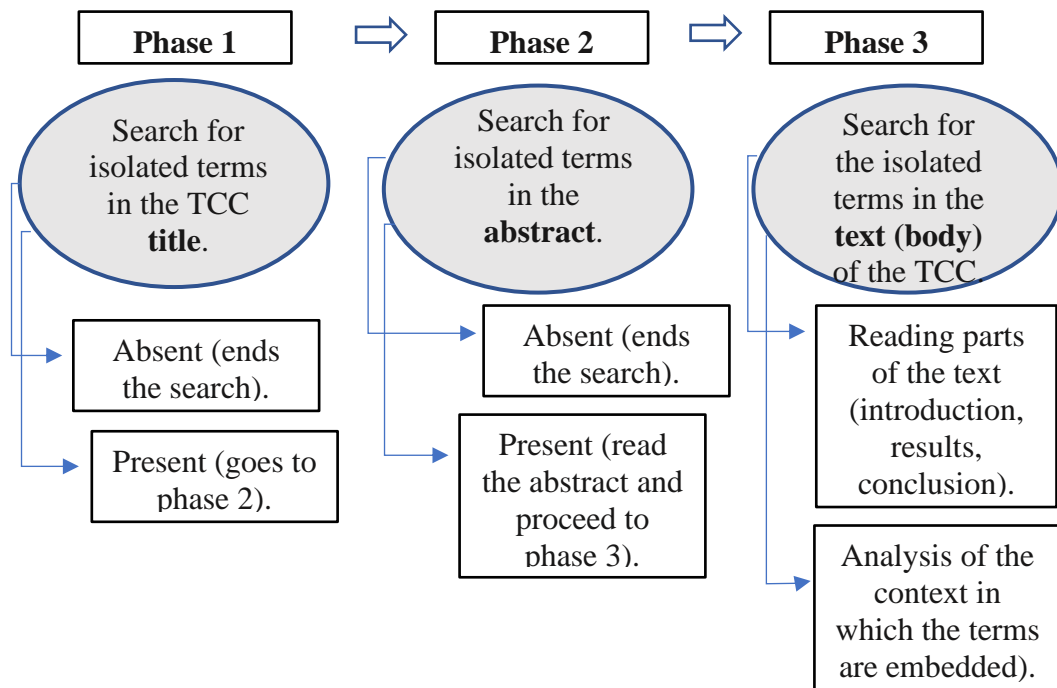 Phase 1
Phase 2
Phase 3
Search for
isolated terms
in the TCC
title.
Absent (ends
the search).
Present (goes to
phase 2).
Search for
isolated terms
in the
abstract.
Absent (ends
the search).
Present (read
the abstract and
proceed to
phase 3).
Search for
the isolated
terms in the
text (body)
of the TCC.
Reading parts
of the text
(introduction,
results,
conclusion).
Analysis of the
context in
which the terms
are embedded).